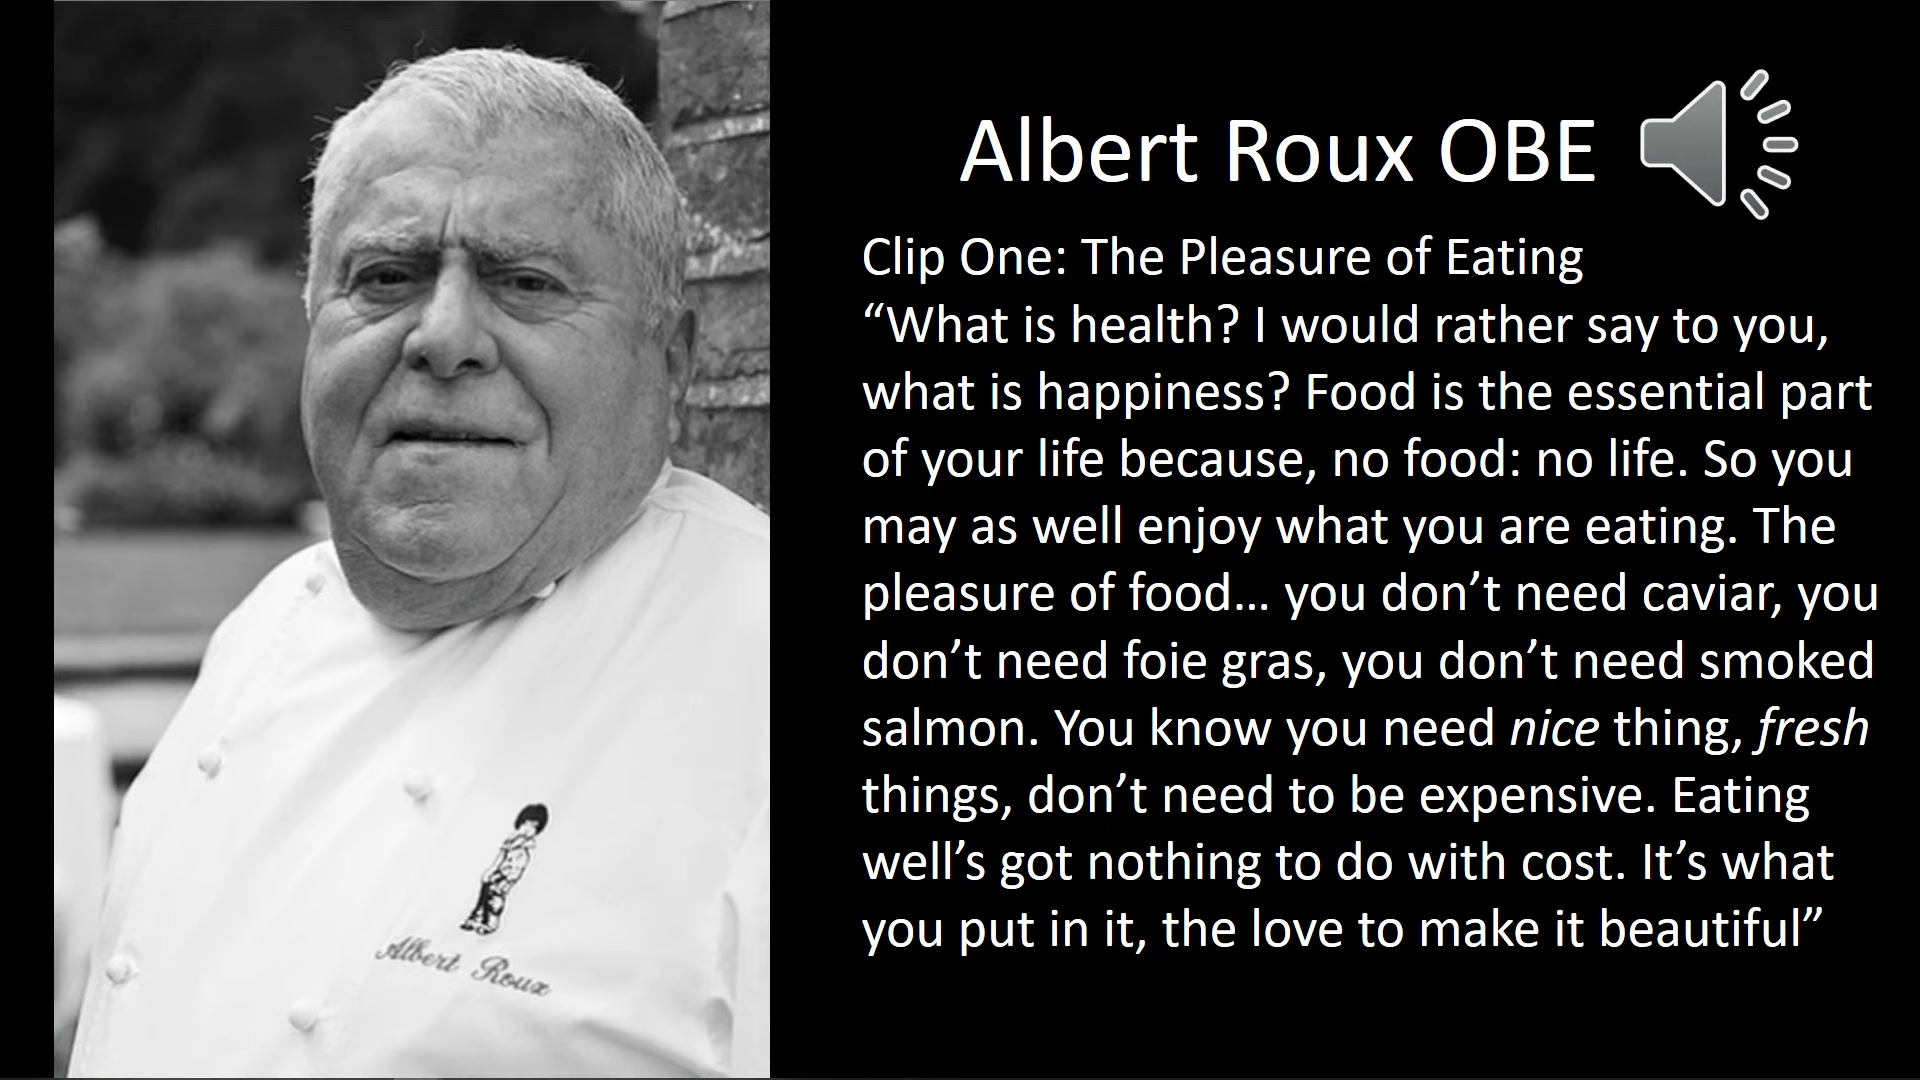 Albert Roux OBE
Clip One: The Pleasure of Eating
“What is health? I would rather say to you,
what is happiness? Food is the essential part
of your life because, no food: no life. So you
may as well enjoy what you are eating. The
pleasure of food… you don’t need caviar, you
don’t need foie gras, you don’t need smoked
salmon. You know you need nice thing, fresh
things, don’t need to be expensive. Eating
well’s got nothing to do with cost. It’s what
you put in it, the love to make it beautiful”
Albert Roux